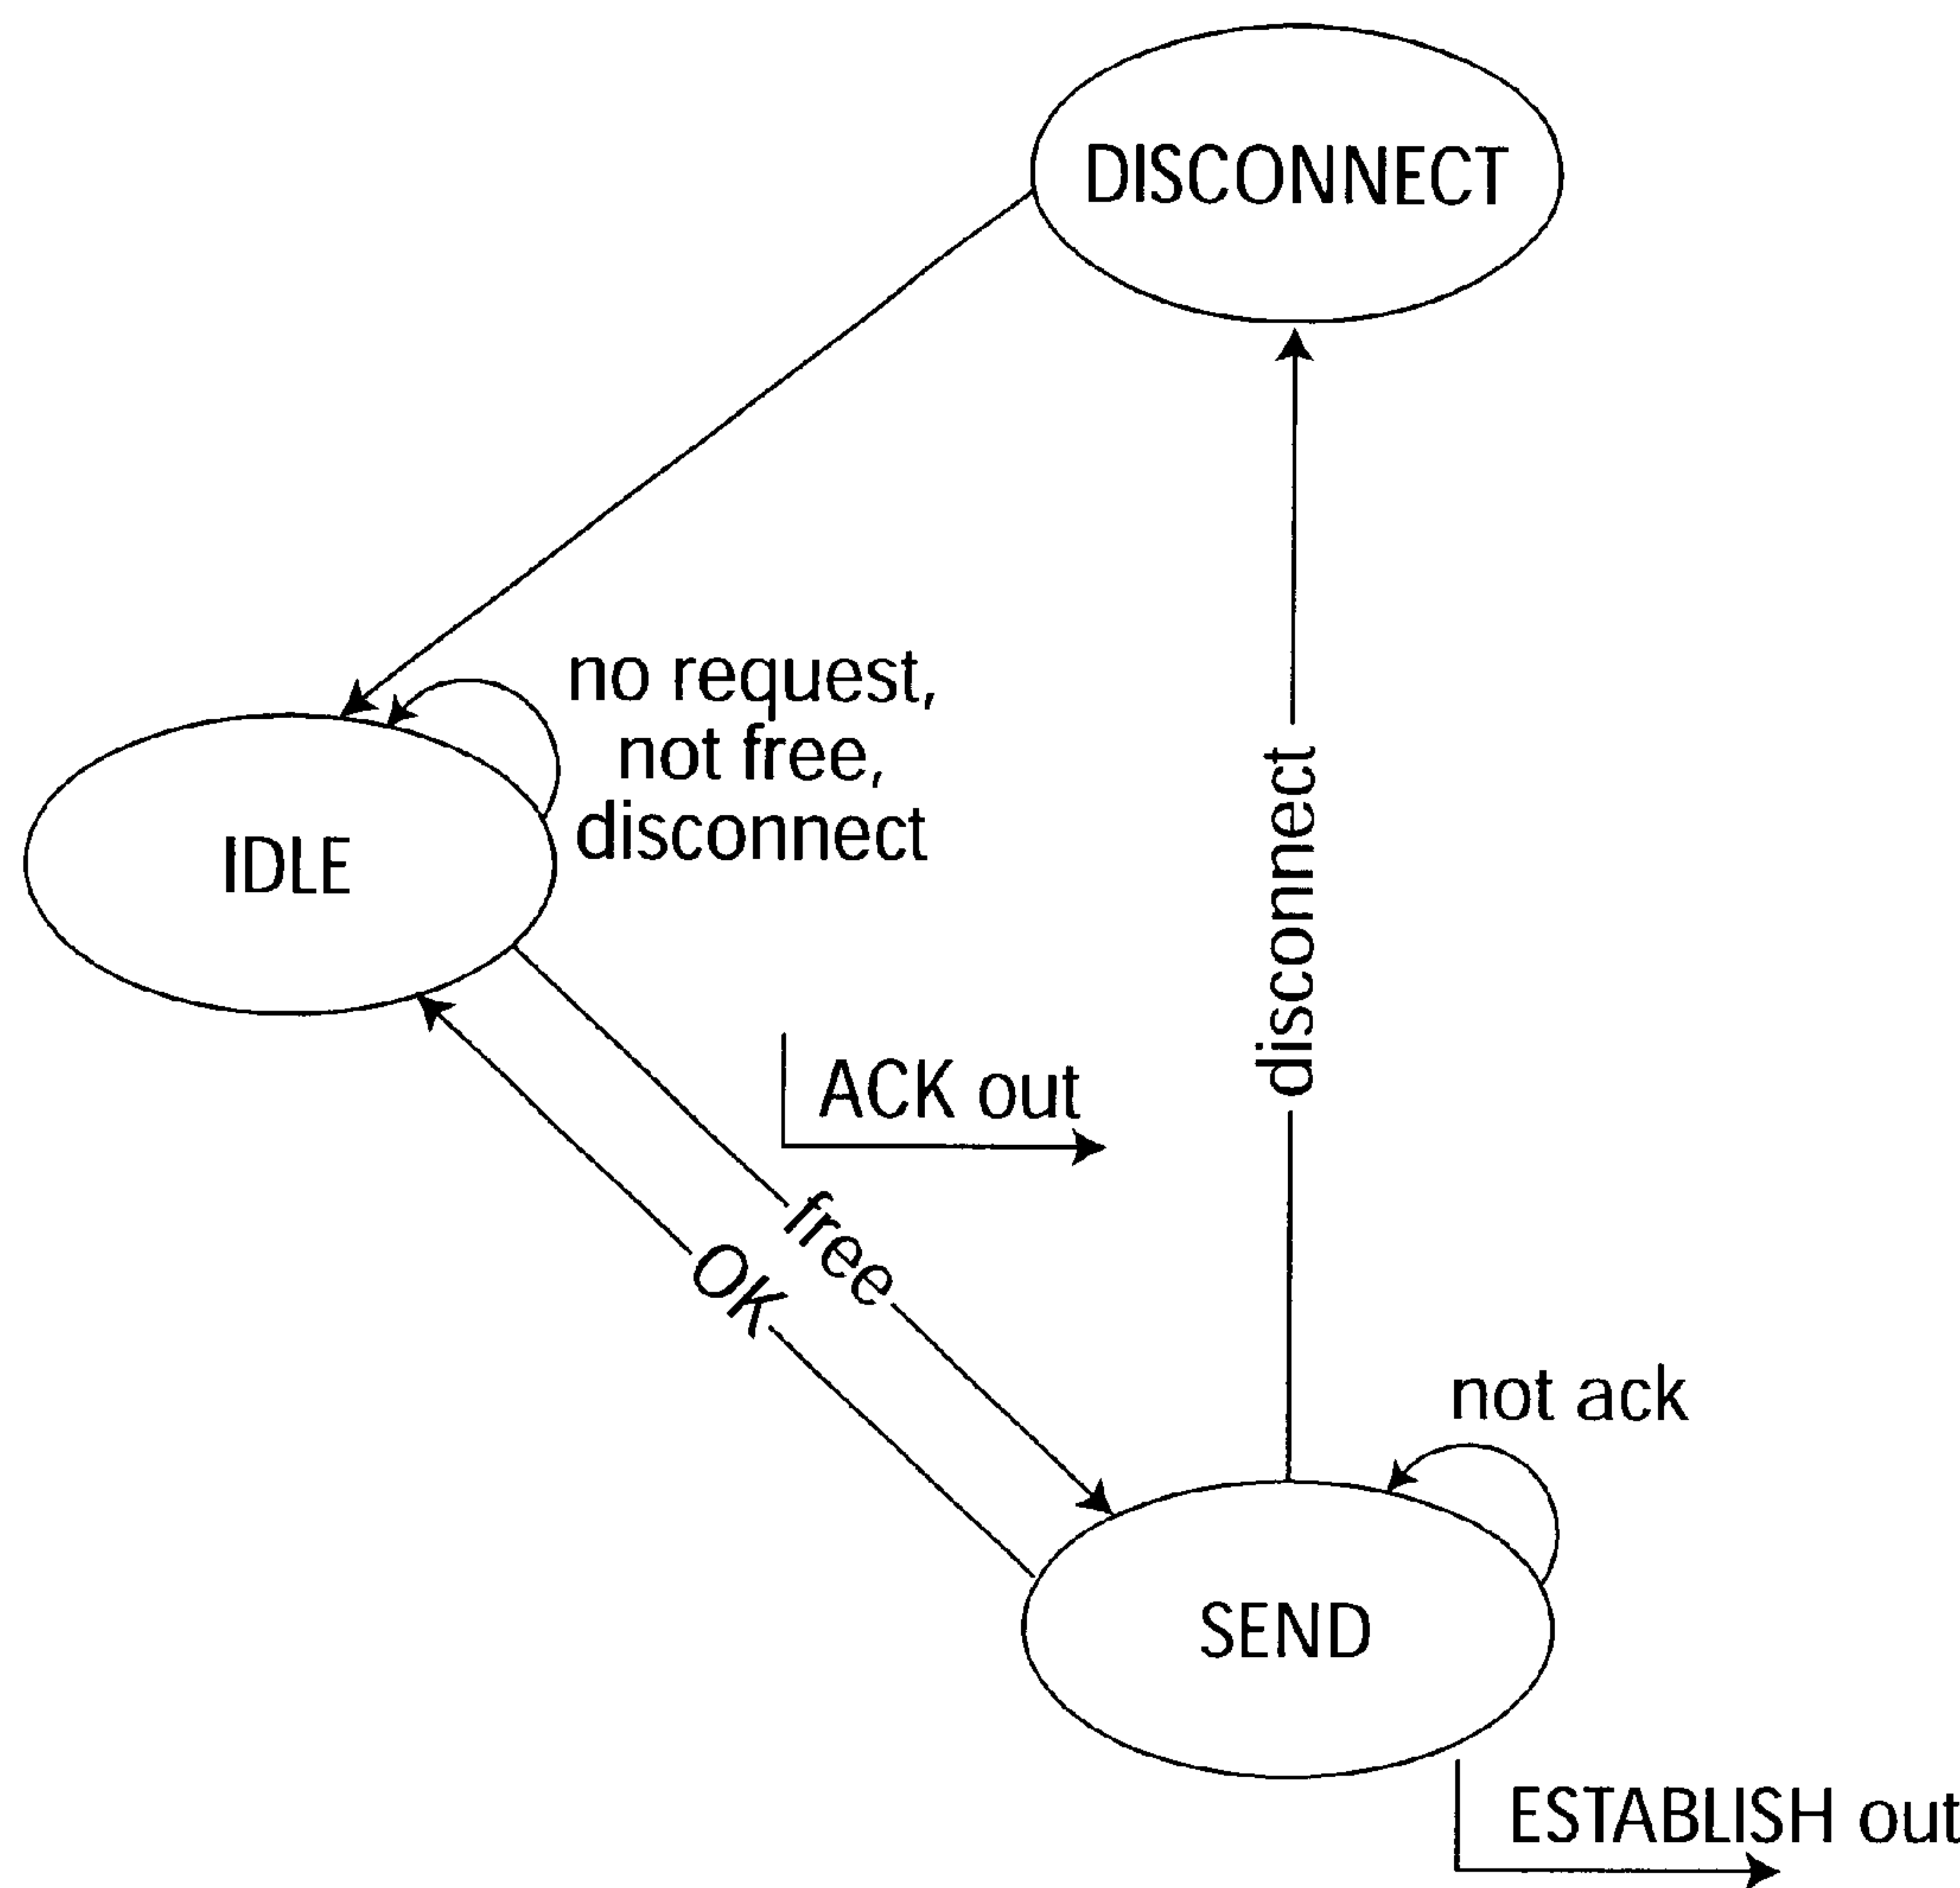 DISCONNECT
no request,
not free,
disconnect
IDLE
disconnect
ACK out
free
OK
not ack
SEND
ESTABLISH out